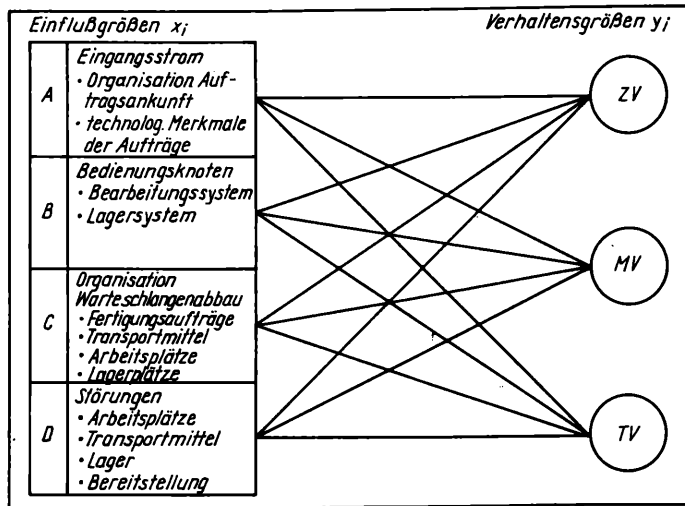 Einflußgrößen xi
Verhaltensgrößen yi
A
Eingangsstrom
• Organisation Auf-
tragsankunft
• technolog. Merkmale
der Aufträge
B
Bedienungsknoten
• Bearbeitungssystem
• Lagersystem
C
Organisation
Warteschlangenabbau
• Fertigungsaufträge
• Transportmittel
• Arbeitsplätze
• Lagerplätze
D
Störungen
• Arbeitsplätze
• Transportmittel
• Lager
• Bereitstellung
ZV
MV
TV